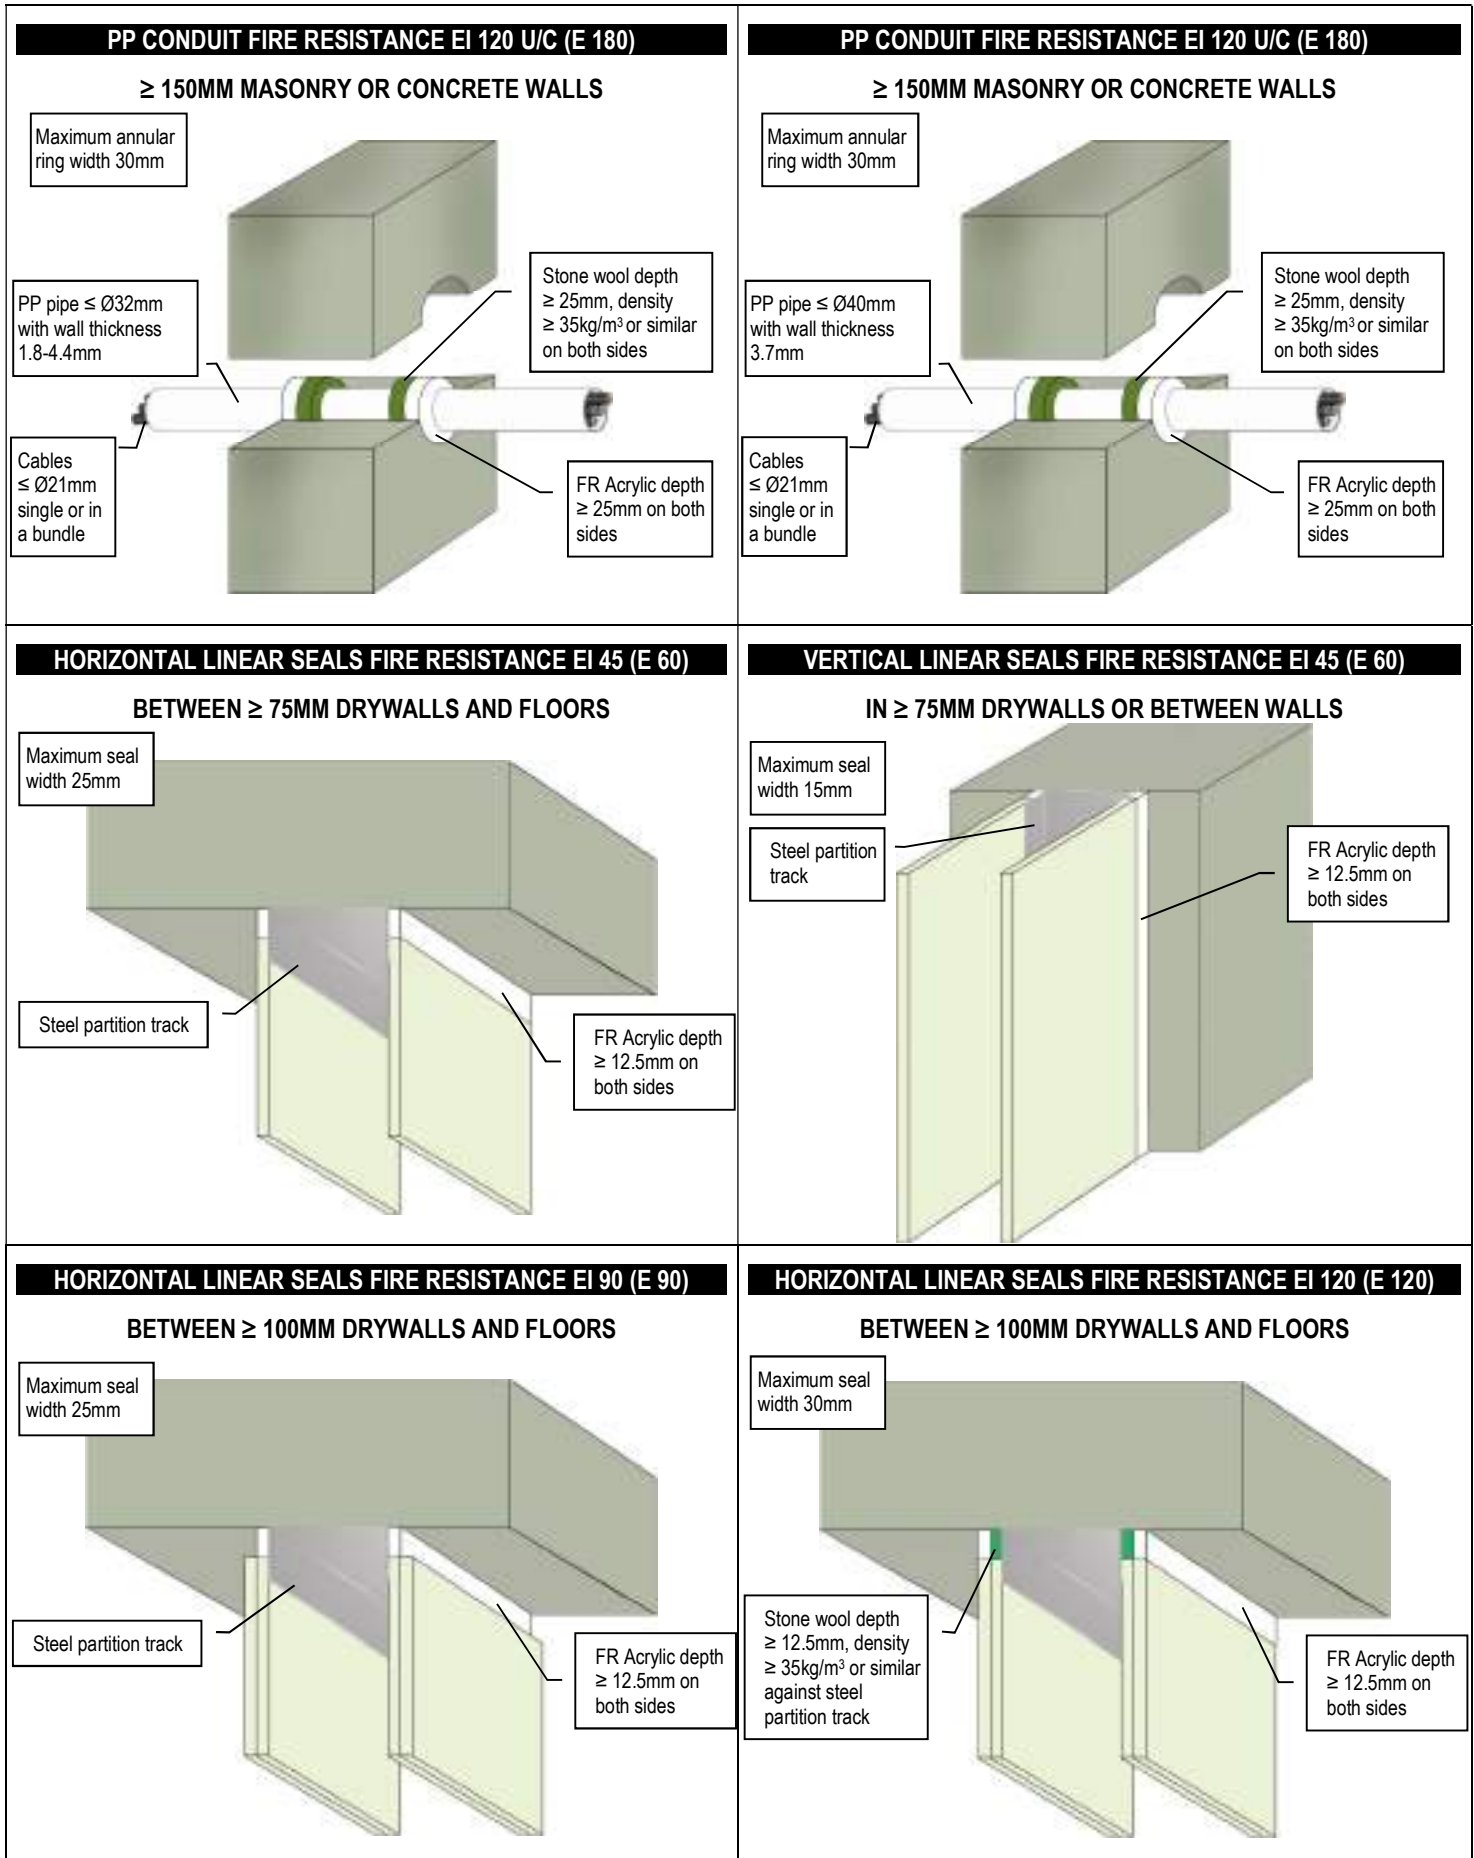 PP CONDUIT FIRE RESISTANCE EI 120 U/C (E 180)
≥ 150MM MASONRY OR CONCRETE WALLS
Maximum annular
ring width 30mm
Stone wool depth
≥ 25mm, density
≥ 35kg/m³ or similar
on both sides
PP pipe ≤ Ø32mm
with wall thickness
1.8-4.4mm
Cables
≤ Ø21mm
single or in
a bundle
FR Acrylic depth
≥ 25mm on both
sides
PP CONDUIT FIRE RESISTANCE EI 120 U/C (E 180)
≥ 150MM MASONRY OR CONCRETE WALLS
Maximum annular
ring width 30mm
Stone wool depth
≥ 25mm, density
≥ 35kg/m³ or similar
on both sides
PP pipe ≤ Ø40mm
with wall thickness
3.7mm
Cables
≤ Ø21mm
single or in
a bundle
FR Acrylic depth
≥ 25mm on both
sides
HORIZONTAL LINEAR SEALS FIRE RESISTANCE EI 45 (E 60)
BETWEEN ≥ 75MM DRYWALLS AND FLOORS
Maximum seal
width 25mm
Steel partition track
FR Acrylic depth
≥ 12.5mm on
both sides
VERTICAL LINEAR SEALS FIRE RESISTANCE EI 45 (E 60)
IN ≥ 75MM DRYWALLS OR BETWEEN WALLS
Maximum seal
width 15mm
Steel partition
track
FR Acrylic depth
≥ 12.5mm on
both sides
HORIZONTAL LINEAR SEALS FIRE RESISTANCE EI 90 (E 90)
BETWEEN ≥ 100MM DRYWALLS AND FLOORS
Maximum seal
width 25mm
Steel partition track
FR Acrylic depth
≥ 12.5mm on
both sides
HORIZONTAL LINEAR SEALS FIRE RESISTANCE EI 120 (E 120)
BETWEEN ≥ 100MM DRYWALLS AND FLOORS
Maximum seal
width 30mm
Stone wool depth
≥ 12.5mm, density
≥ 35kg/m³ or similar
against steel
partition track
FR Acrylic depth
≥ 12.5mm on
both sides